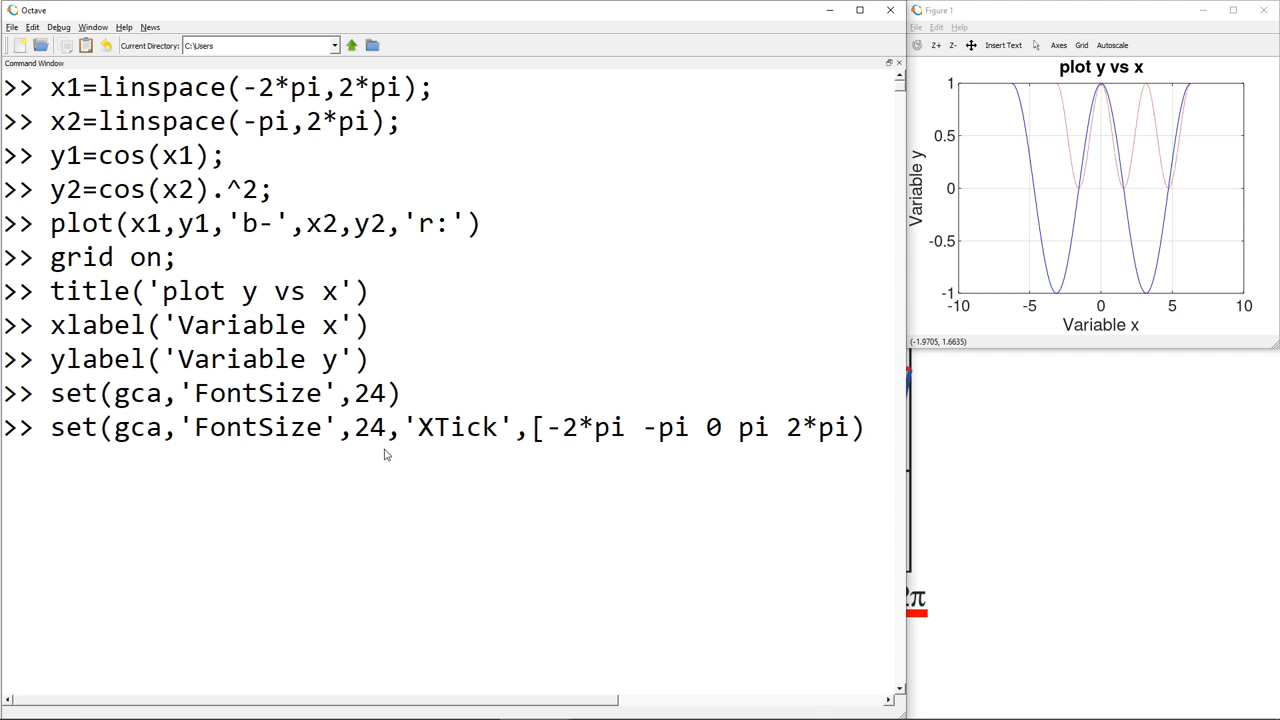 Octave
File Edit Debug Window Help News
Current Directory: C:\Users
Command Window
>> x1=linspace(-2*pi,2*pi);
>> x2=linspace(-pi,2*pi);
>> y1=cos(x1);
>> y2=cos(x2).^2;
>> plot(x1,y1,'b-',x2,y2,'r:')
>> grid on;
>> title('plot y vs x')
>> xlabel('Variable x')
>> ylabel('Variable y')
>> set(gca,'FontSize',24)
>> set(gca,'FontSize',24,'XTick',[-2*pi -pi 0 pi 2*pi)
Figure 1
File Edit Help
Z+ Z- Insert Text Axes Grid Autoscale
plot y vs x
1
0.5
0
-0.5
-1
Variable y
-10 -5 0 5 10
Variable x
(-1.9705, 1.6635)
2π